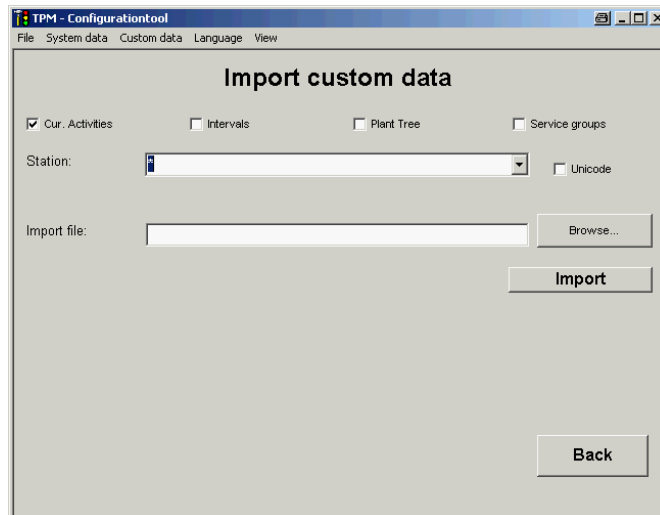 TPM - Configurationtool
File System data Custom data Language View
Import custom data
Cur. Activities Intervals Plant Tree Service groups
Station: * Unicode
Import file: Browse...
Import
Back